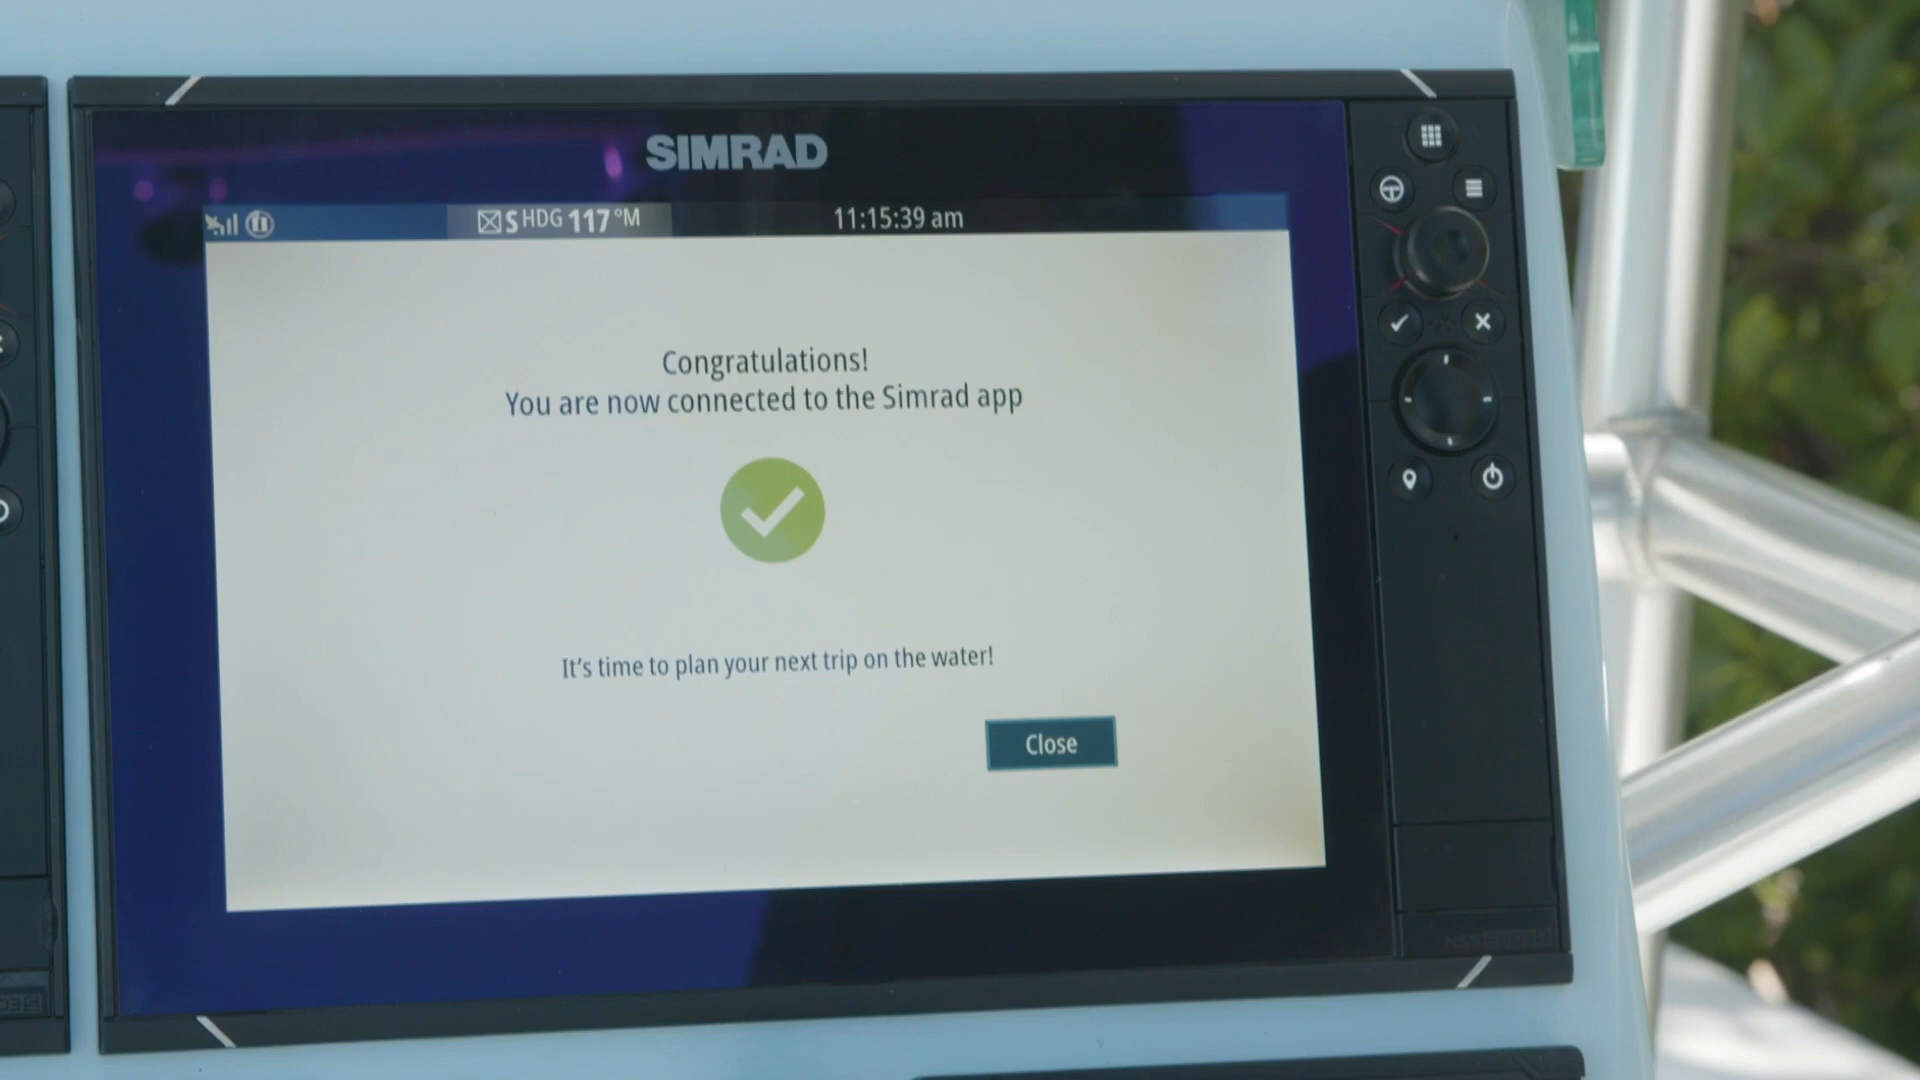 SIMRAD
S HDG 117 °M
11:15:39 am
Congratulations!
You are now connected to the Simrad app
It's time to plan your next trip on the water!
Close